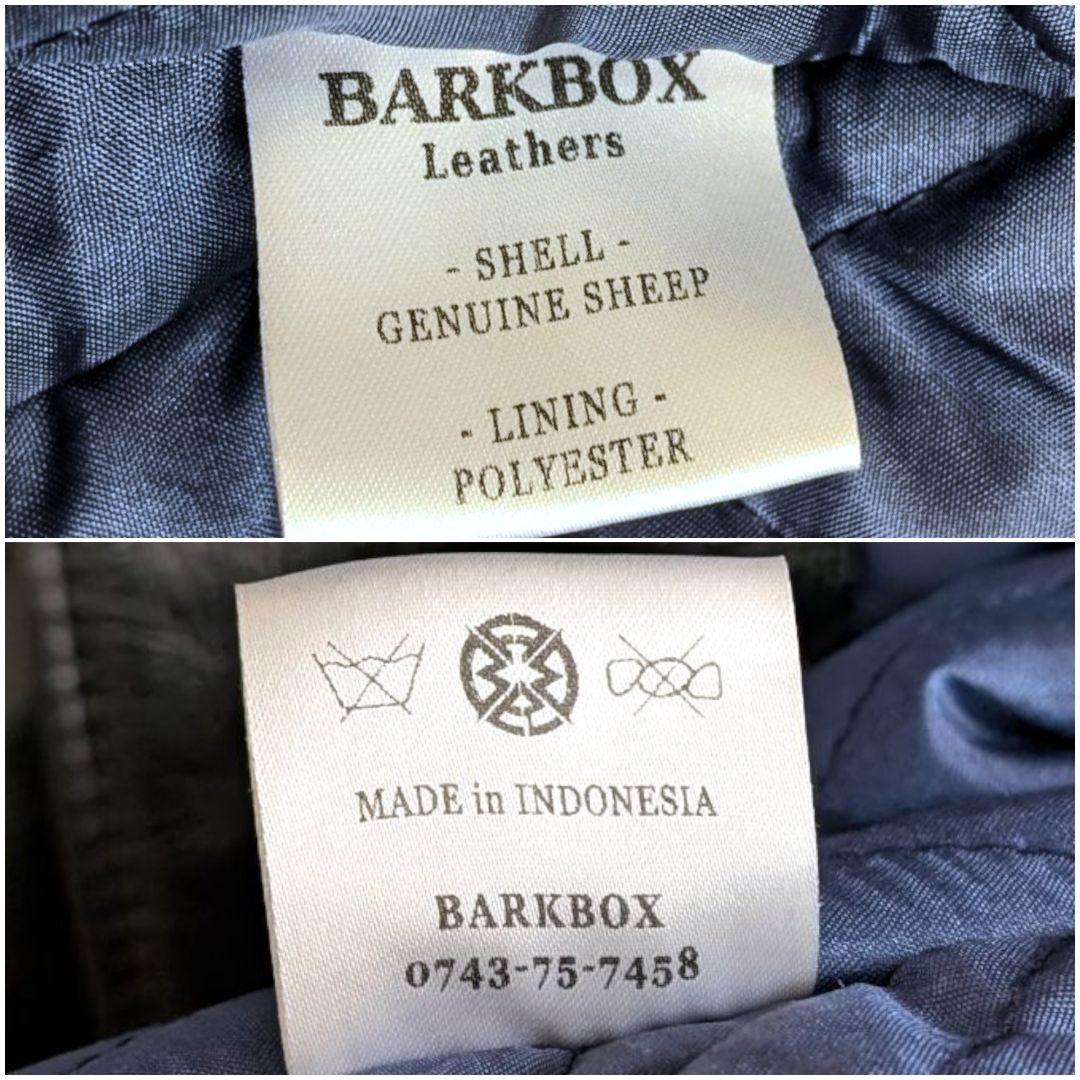 BARKBOX
Leathers
- SHELL -
GENUINE SHEEP
- LINING -
POLYESTER
MADE in INDONESIA
BARKBOX
0743-75-7458